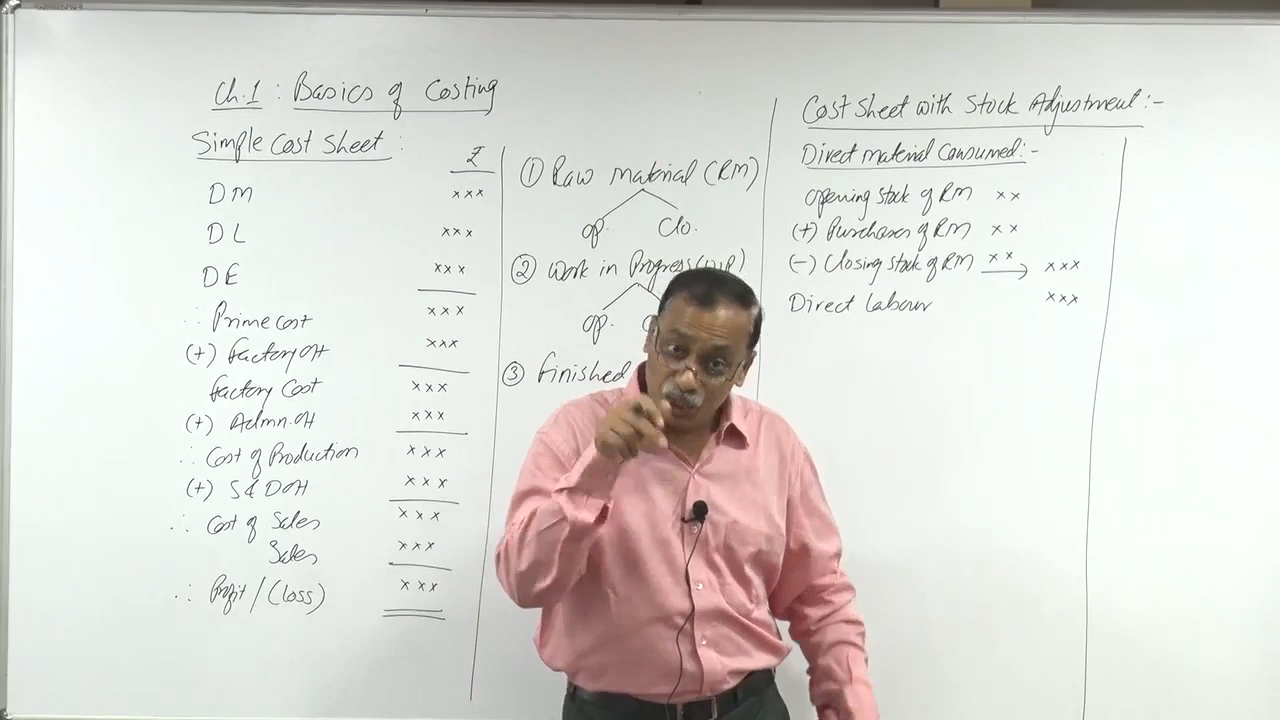 Ch.1 : Basics of Costing
Simple Cost Sheet :
₹
DM xxx
DL xxx
DE xxx
∴ Prime Cost xxx
(+) Factory OH xxx
Factory Cost xxx
(+) Admn. OH xxx
∴ Cost of Production xxx
(+) S & D OH xxx
∴ Cost of Sales xxx
Sales xxx
∴ Profit / (Loss) xxx
① Raw Material (RM)
op. Clo.
② Work in Progress (WIP)
op.
③ Finished
Cost Sheet with Stock Adjustment :-
Direct Material Consumed :-
Opening Stock of RM xx
(+) Purchases of RM xx
(-) Closing Stock of RM xx → xxx
Direct Labour xxx